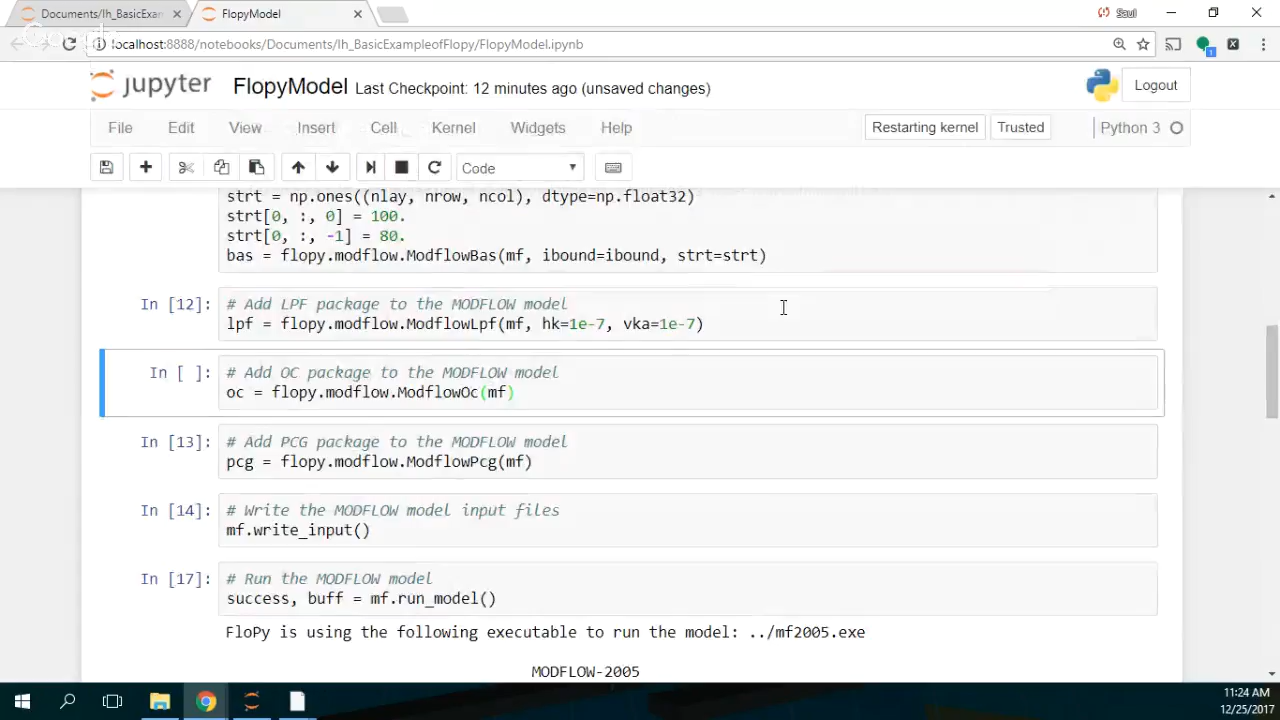 Documents/lh_BasicExam
FlopyModel
Saul
localhost:8888/notebooks/Documents/lh_BasicExampleofFlopy/FlopyModel.ipynb
jupyter
FlopyModel Last Checkpoint: 12 minutes ago (unsaved changes)
Logout
File Edit View Insert Cell Kernel Widgets Help
Restarting kernel
Trusted
Python 3
Code
strt = np.ones((nlay, nrow, ncol), dtype=np.float32)
strt[0, :, 0] = 100.
strt[0, :, -1] = 80.
bas = flopy.modflow.ModflowBas(mf, ibound=ibound, strt=strt)
In [12]: # Add LPF package to the MODFLOW model
lpf = flopy.modflow.ModflowLpf(mf, hk=1e-7, vka=1e-7)
In [ ]: # Add OC package to the MODFLOW model
oc = flopy.modflow.ModflowOc(mf)
In [13]: # Add PCG package to the MODFLOW model
pcg = flopy.modflow.ModflowPcg(mf)
In [14]: # Write the MODFLOW model input files
mf.write_input()
In [17]: # Run the MODFLOW model
success, buff = mf.run_model()
FloPy is using the following executable to run the model: ../mf2005.exe
MODFLOW-2005
11:24 AM
12/25/2017